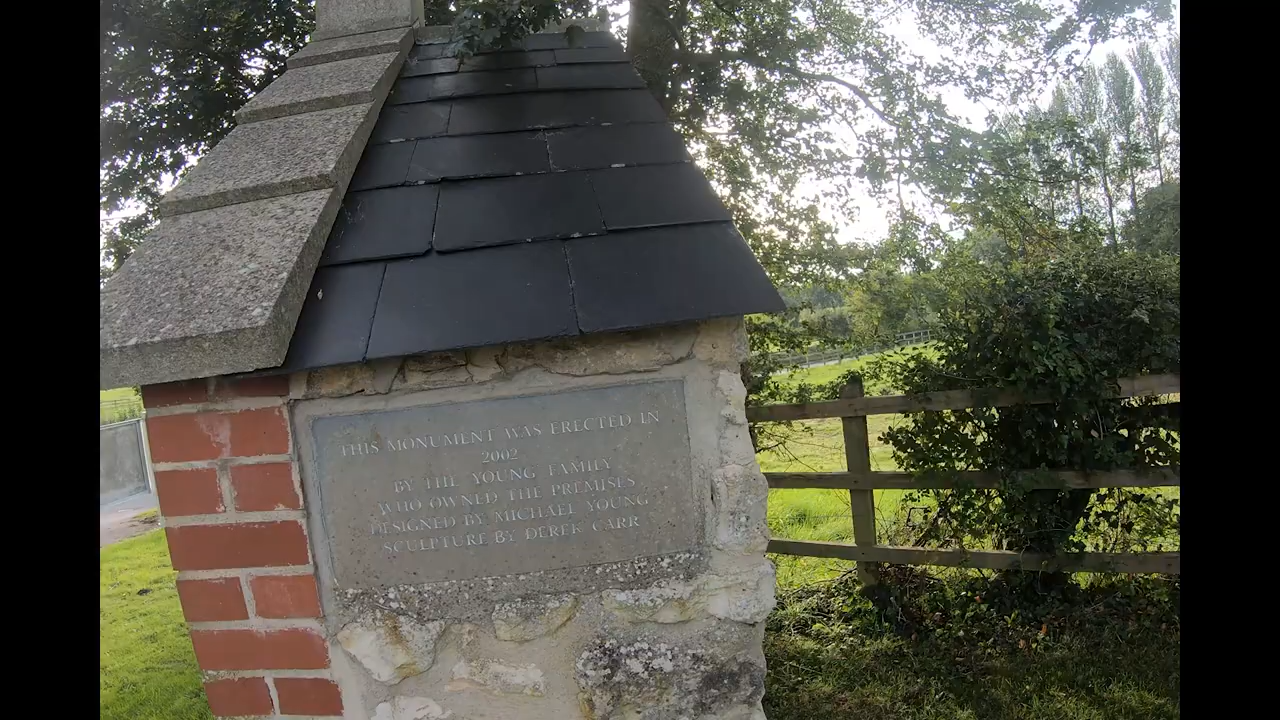 THIS MONUMENT WAS ERECTED IN
2002
BY THE YOUNG FAMILY
WHO OWNED THE PREMISES
DESIGNED BY MICHAEL YOUNG
SCULPTURE BY DEREK CARR